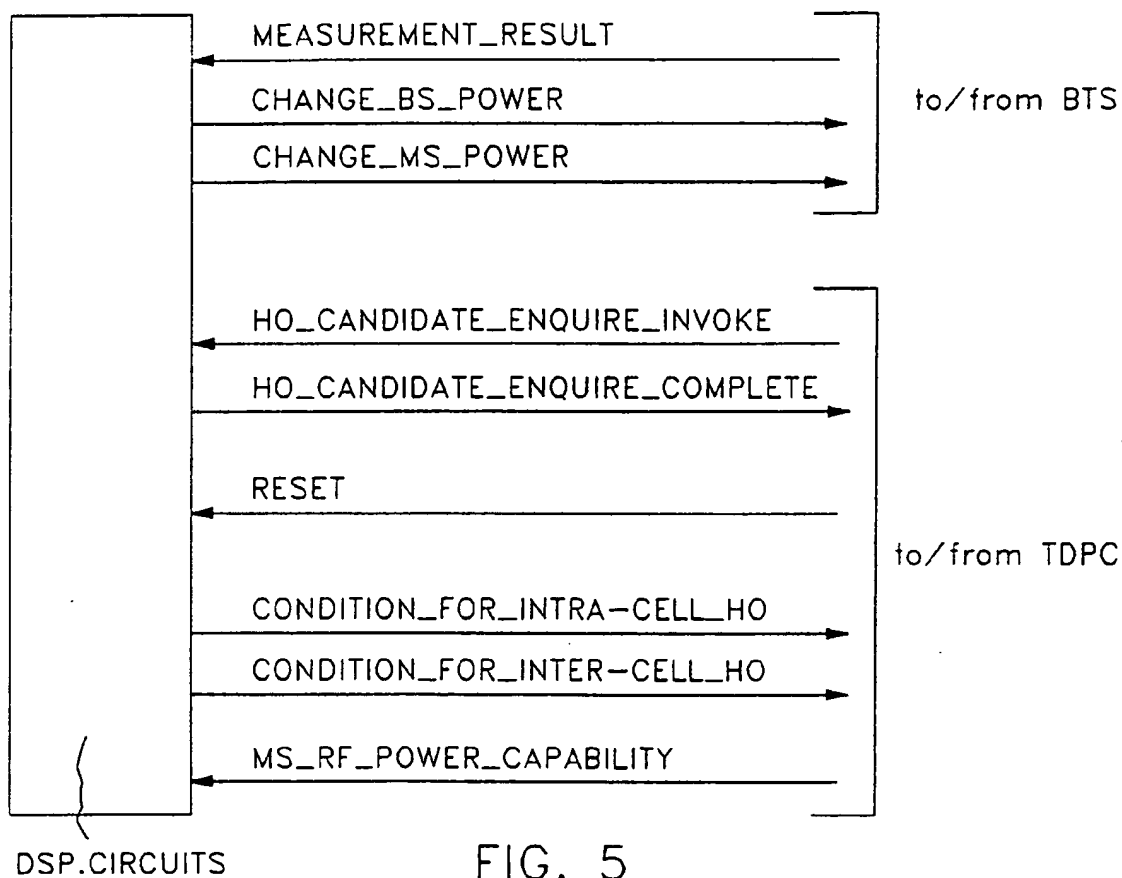 MEASUREMENT_RESULT
CHANGE_BS_POWER
to/from BTS
CHANGE_MS_POWER
HO_CANDIDATE_ENQUIRE_INVOKE
HO_CANDIDATE_ENQUIRE_COMPLETE
RESET
to/from TDPC
CONDITION_FOR_INTRA-CELL_HO
CONDITION_FOR_INTER-CELL_HO
MS_RF_POWER_CAPABILITY
DSP.CIRCUITS
FIG. 5